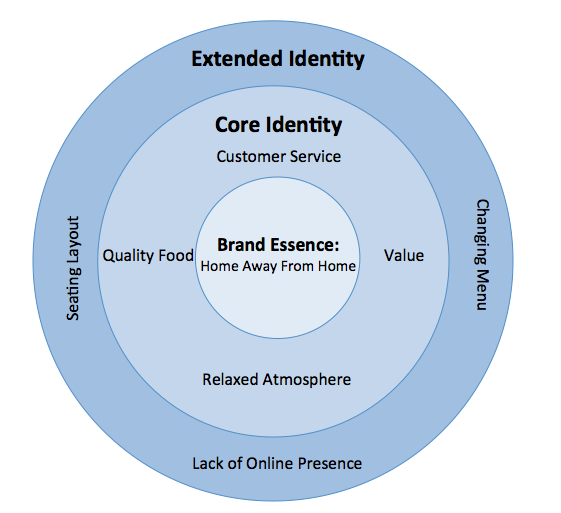 Extended Identity
Core Identity
Customer Service
Seating Layout
Quality Food
Brand Essence:
Home Away From Home
Value
Changing Menu
Relaxed Atmosphere
Lack of Online Presence